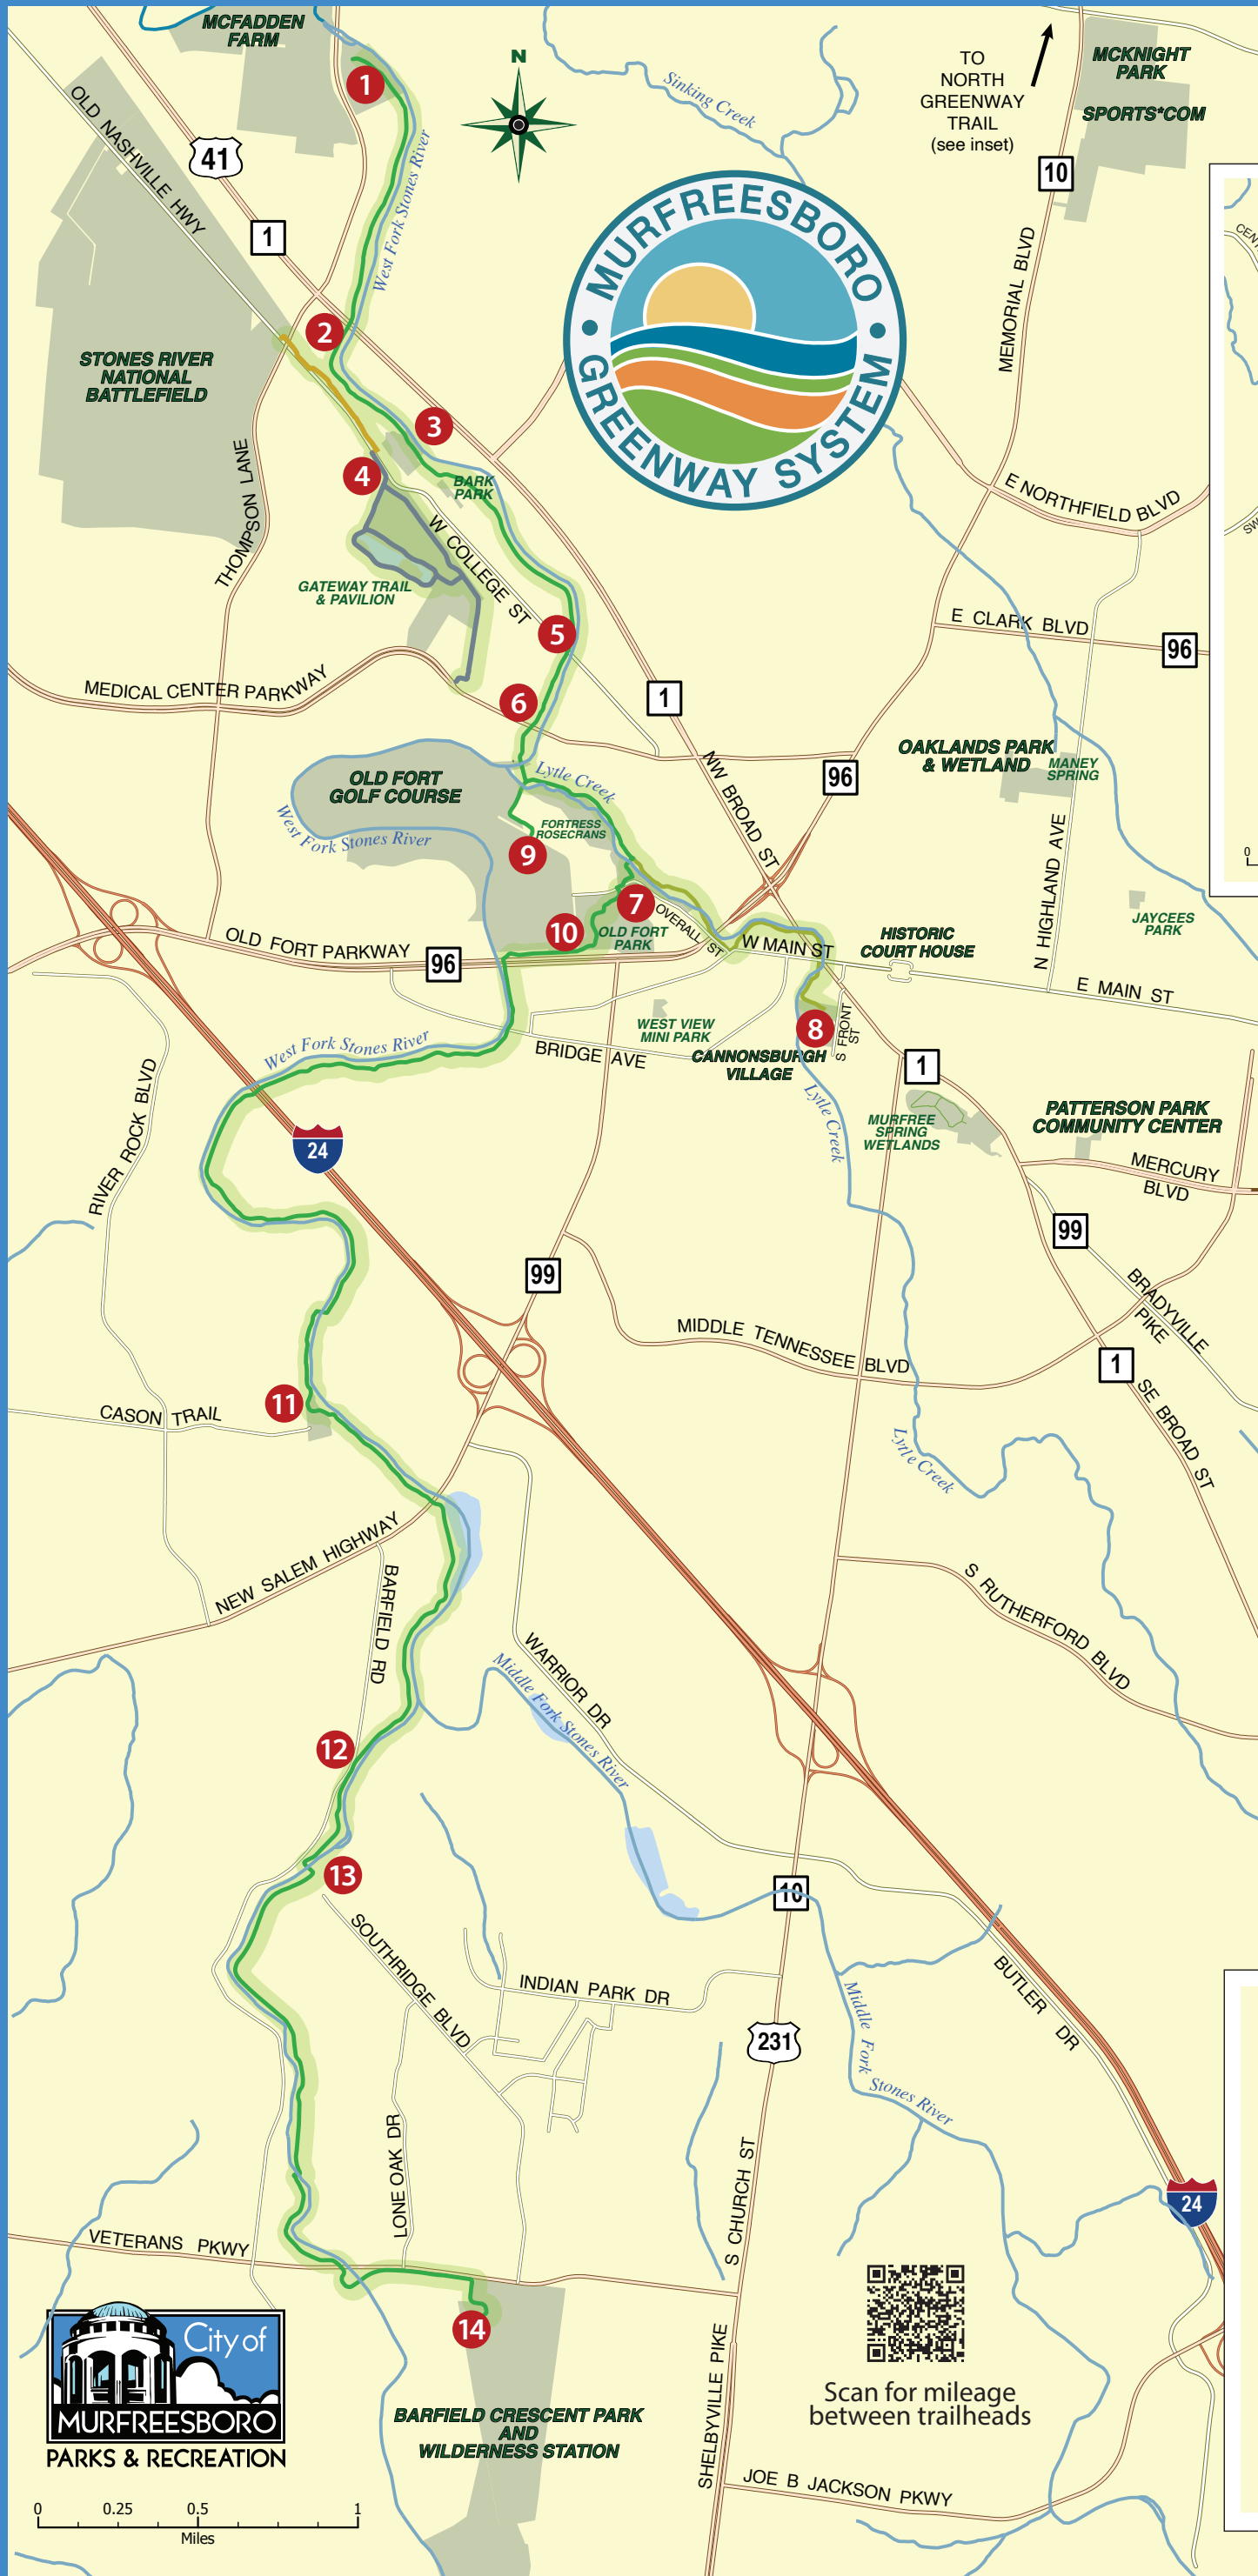 MCFADDEN
FARM
1
N
Sinking Creek
TO
NORTH
GREENWAY
TRAIL
(see inset)
MCKNIGHT
PARK
SPORTS*COM
10
OLD NASHVILLE HWY
41
1
West Fork Stones River
MURFREESBORO
GREENWAY SYSTEM
MEMORIAL BLVD
2
STONES RIVER
NATIONAL
BATTLEFIELD
3
4
BARK
PARK
THOMPSON LANE
W COLLEGE ST
E NORTHFIELD BLVD
GATEWAY TRAIL
& PAVILION
5
E CLARK BLVD
96
MEDICAL CENTER PARKWAY
6
1
NW BROAD ST
96
OAKLANDS PARK
& WETLAND
MANEY
SPRING
OLD FORT
GOLF COURSE
Lytle Creek
West Fork Stones River
FORTRESS
ROSECRANS
9
7
10
OLD FORT
PARK
OVERALL ST
W MAIN ST
HISTORIC
COURT HOUSE
N HIGHLAND AVE
JAYCEES
PARK
0
OLD FORT PARKWAY
96
E MAIN ST
WEST VIEW
MINI PARK
8
S FRONT
ST
CANNONSBURGH
VILLAGE
BRIDGE AVE
West Fork Stones River
1
Lytle Creek
MURFREE
SPRING
WETLANDS
PATTERSON PARK
COMMUNITY CENTER
MERCURY
BLVD
RIVER ROCK BLVD
24
99
99
BRADYVILLE
PIKE
MIDDLE TENNESSEE BLVD
1
SE BROAD ST
11
CASON TRAIL
Lytle Creek
NEW SALEM HIGHWAY
BARFIELD RD
S RUTHERFORD BLVD
WARRIOR DR
Middle Fork Stones River
12
13
10
SOUTHRIDGE BLVD
INDIAN PARK DR
BUTLER DR
Middle Fork
Stones River
231
LONE OAK DR
S CHURCH ST
24
VETERANS PKWY
14
City of
MURFREESBORO
PARKS & RECREATION
BARFIELD CRESCENT PARK
AND
WILDERNESS STATION
SHELBYVILLE PIKE
Scan for mileage
between trailheads
JOE B JACKSON PKWY
0 0.25 0.5 1
Miles